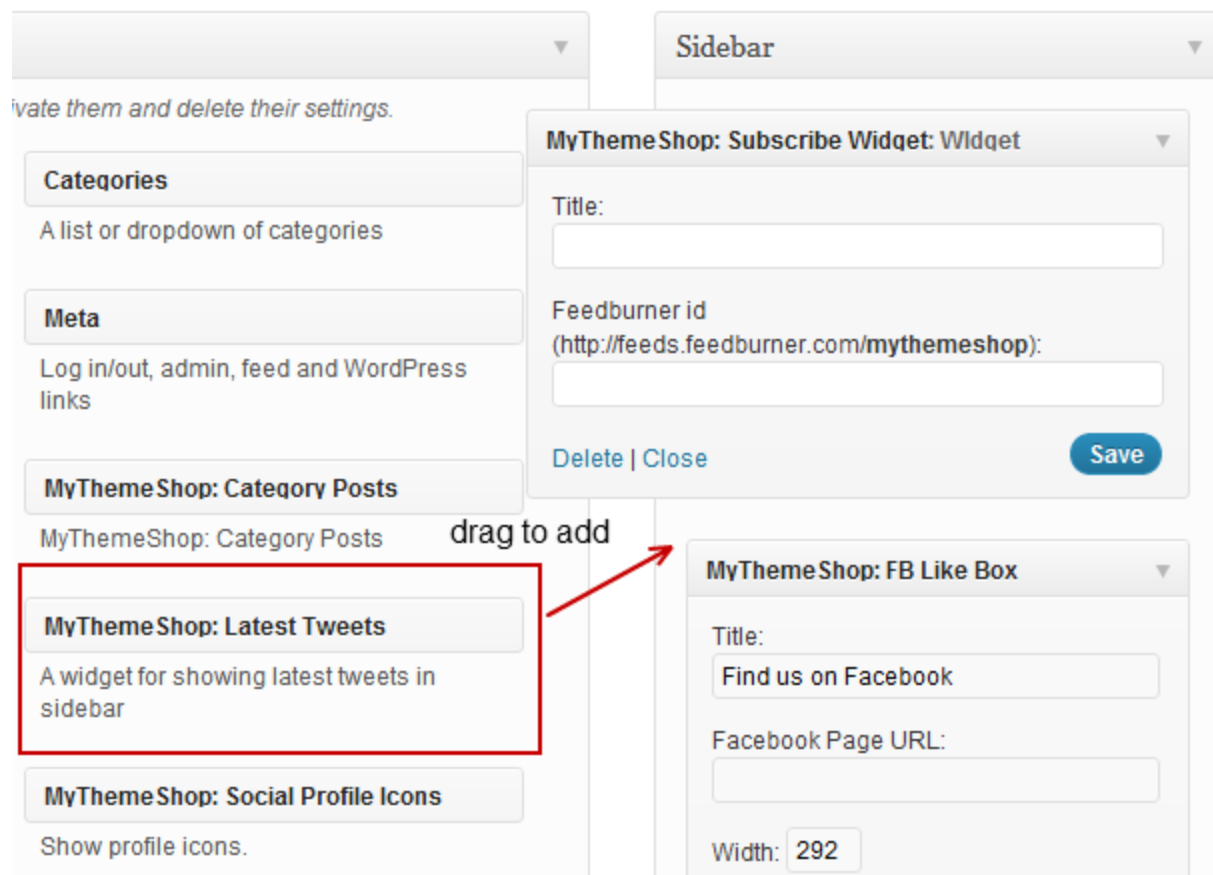 Sidebar
ivate them and delete their settings.
Categories
A list or dropdown of categories
Meta
Log in/out, admin, feed and WordPress
links
MyThemeShop: Category Posts
MyThemeShop: Category Posts
MyThemeShop: Latest Tweets
A widget for showing latest tweets in
sidebar
MyThemeShop: Social Profile Icons
Show profile icons.
drag to add
MyThemeShop: Subscribe Widget: WIdget
Title:
Feedburner id
(http://feeds.feedburner.com/mythemeshop):
Delete | Close
Save
MyThemeShop: FB Like Box
Title:
Find us on Facebook
Facebook Page URL:
Width: 292